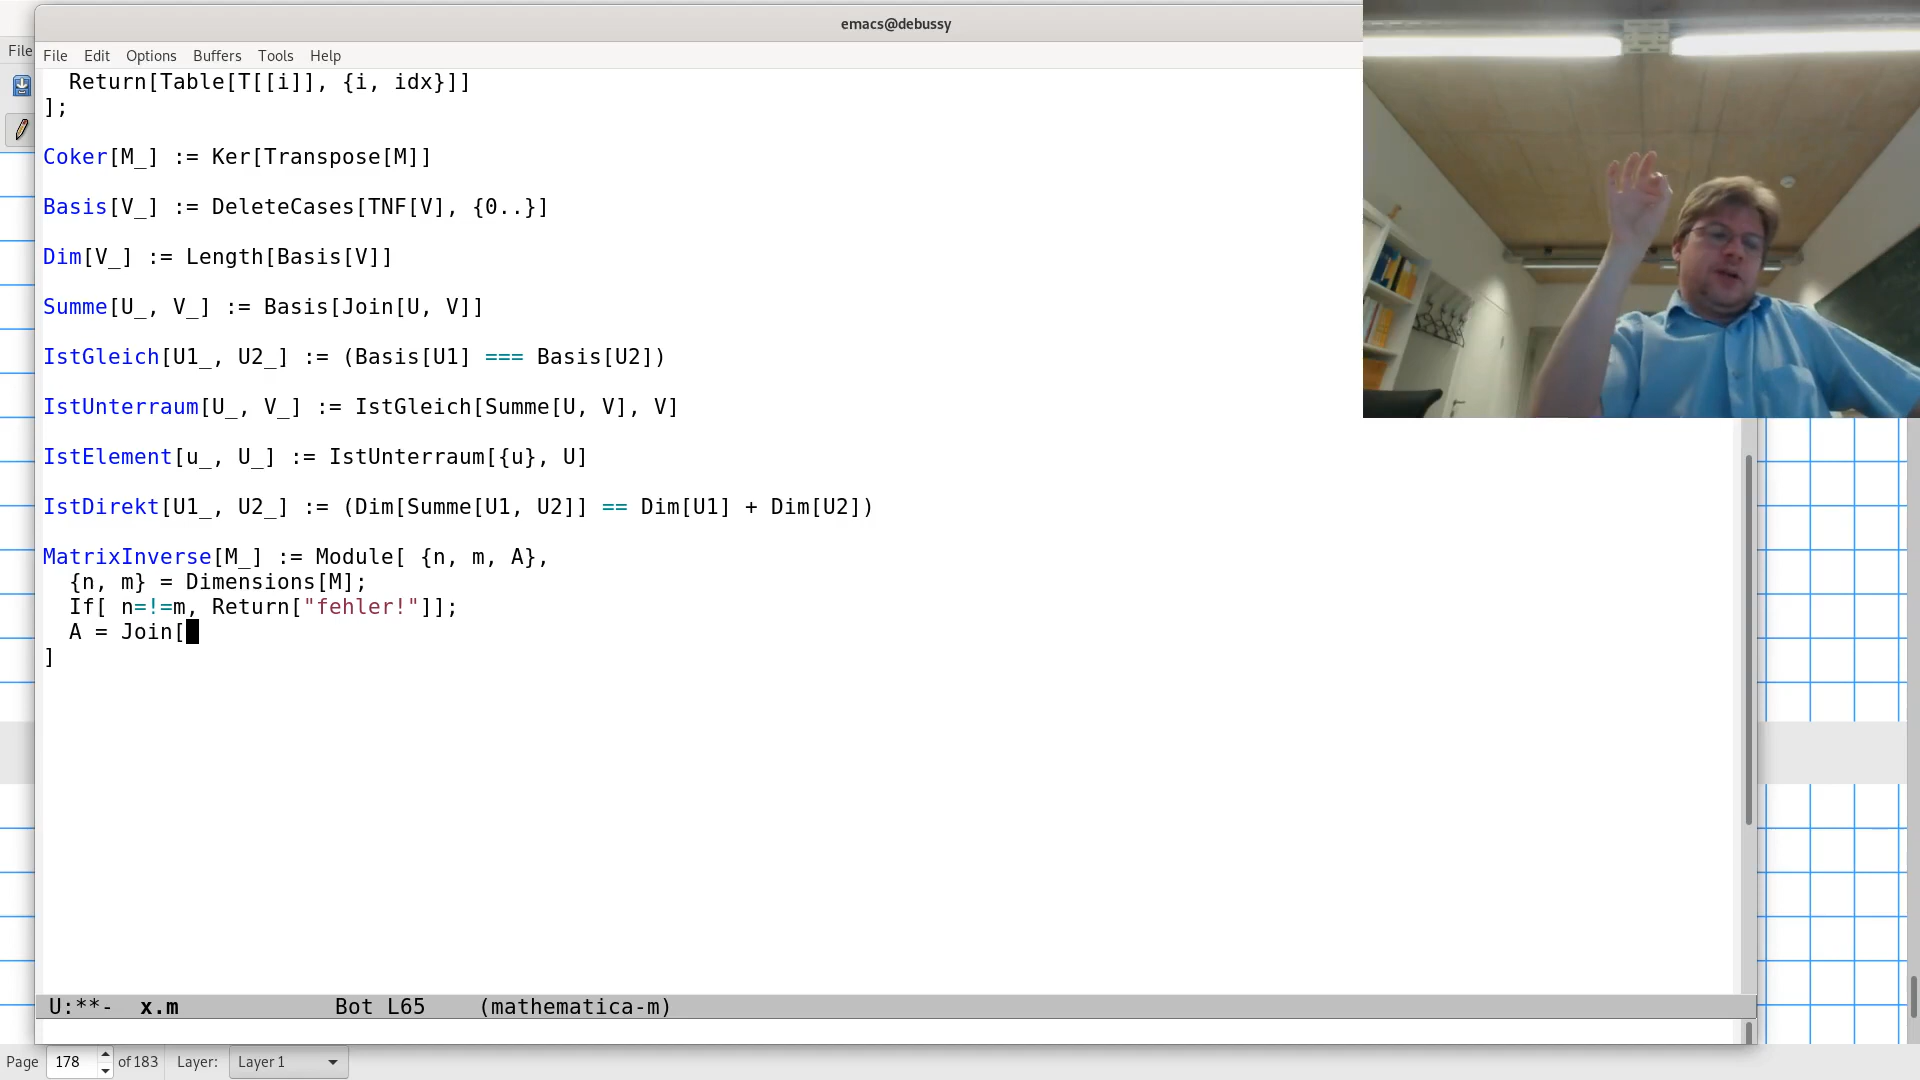 emacs@debussy
File
File Edit Options Buffers Tools Help
Return[Table[T[[i]], {i, idx}]]
];
Coker[M_] := Ker[Transpose[M]]
Basis[V_] := DeleteCases[TNF[V], {0..}]
Dim[V_] := Length[Basis[V]]
Summe[U_, V_] := Basis[Join[U, V]]
IstGleich[U1_, U2_] := (Basis[U1] === Basis[U2])
IstUnterraum[U_, V_] := IstGleich[Summe[U, V], V]
IstElement[u_, U_] := IstUnterraum[{u}, U]
IstDirekt[U1_, U2_] := (Dim[Summe[U1, U2]] == Dim[U1] + Dim[U2])
MatrixInverse[M_] := Module[ {n, m, A},
{n, m} = Dimensions[M];
If[ n=!=m, Return["fehler!"]];
A = Join[
]
U:**- x.m Bot L65 (mathematica-m)
Page 178 of 183 Layer: Layer 1